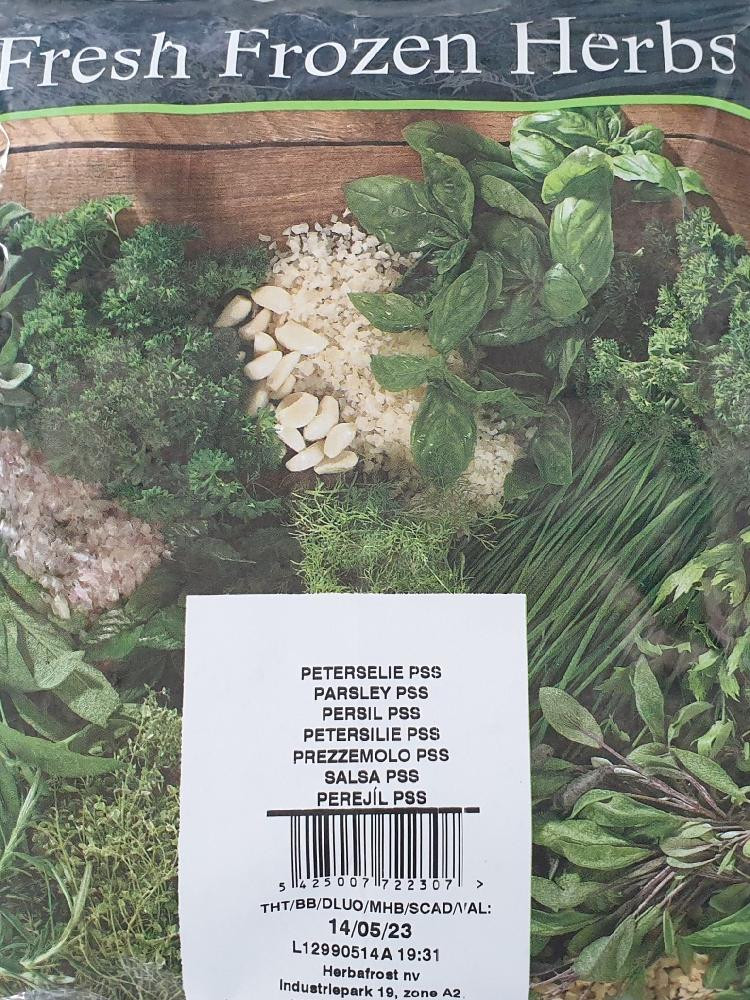 Fresh Frozen Herbs
PETERSELIE PSS
PARSLEY PSS
PERSIL PSS
PETERSILIE PSS
PREZZEMOLO PSS
SALSA PSS
PEREJÍL PSS
5 425007 722307 >
THT/BB/DLUO/MHB/SCAD/VAL:
14/05/23
L12990514A 19:31
Herbafrost nv
Industriepark 19, zone A2